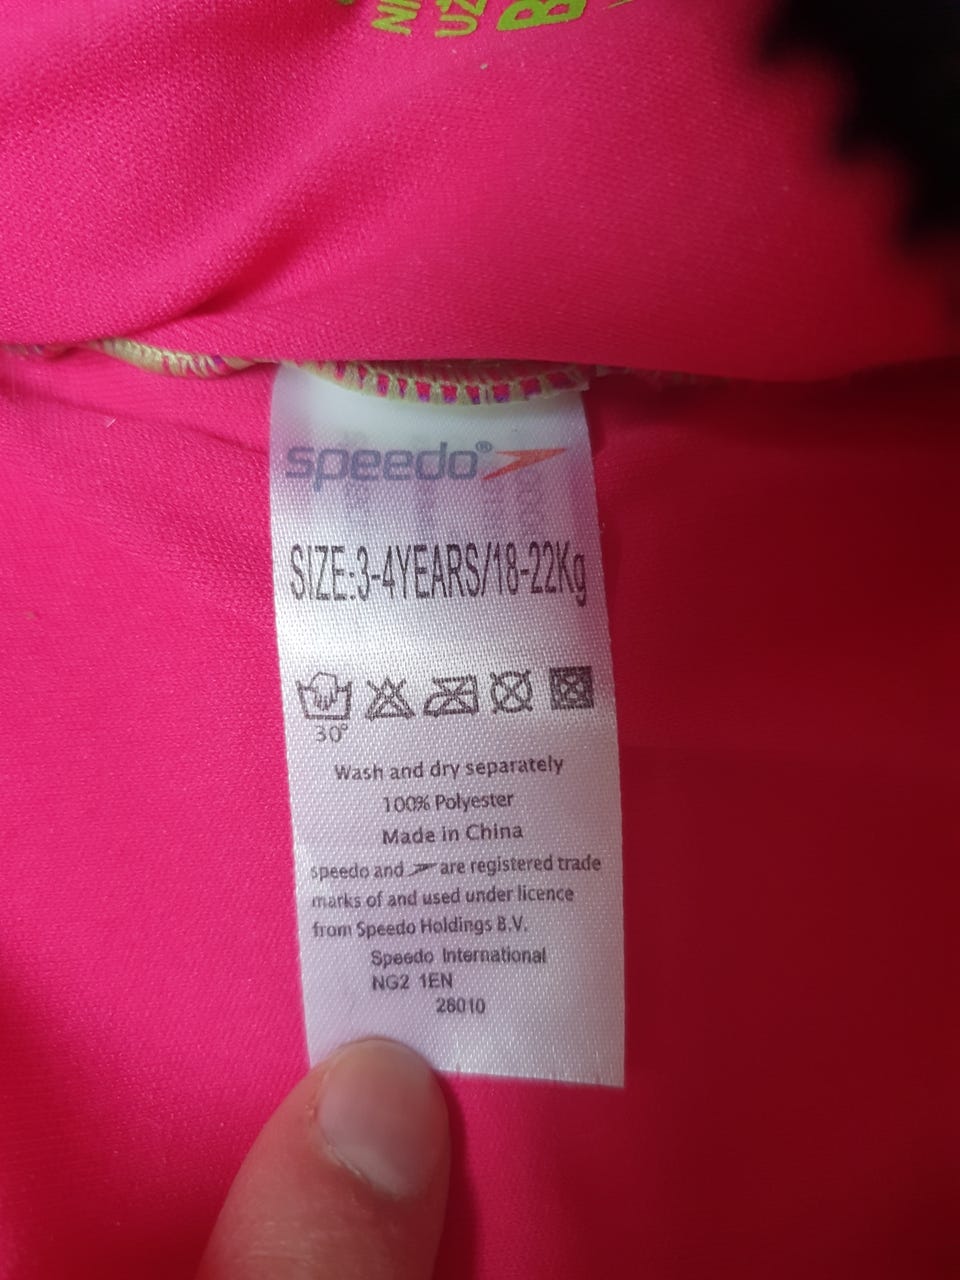 speedo®
SIZE:3-4YEARS/18-22Kg
30°
Wash and dry separately
100% Polyester
Made in China
speedo and are registered trade
marks of and used under licence
from Speedo Holdings B.V.
Speedo International
NG2 1EN
28010